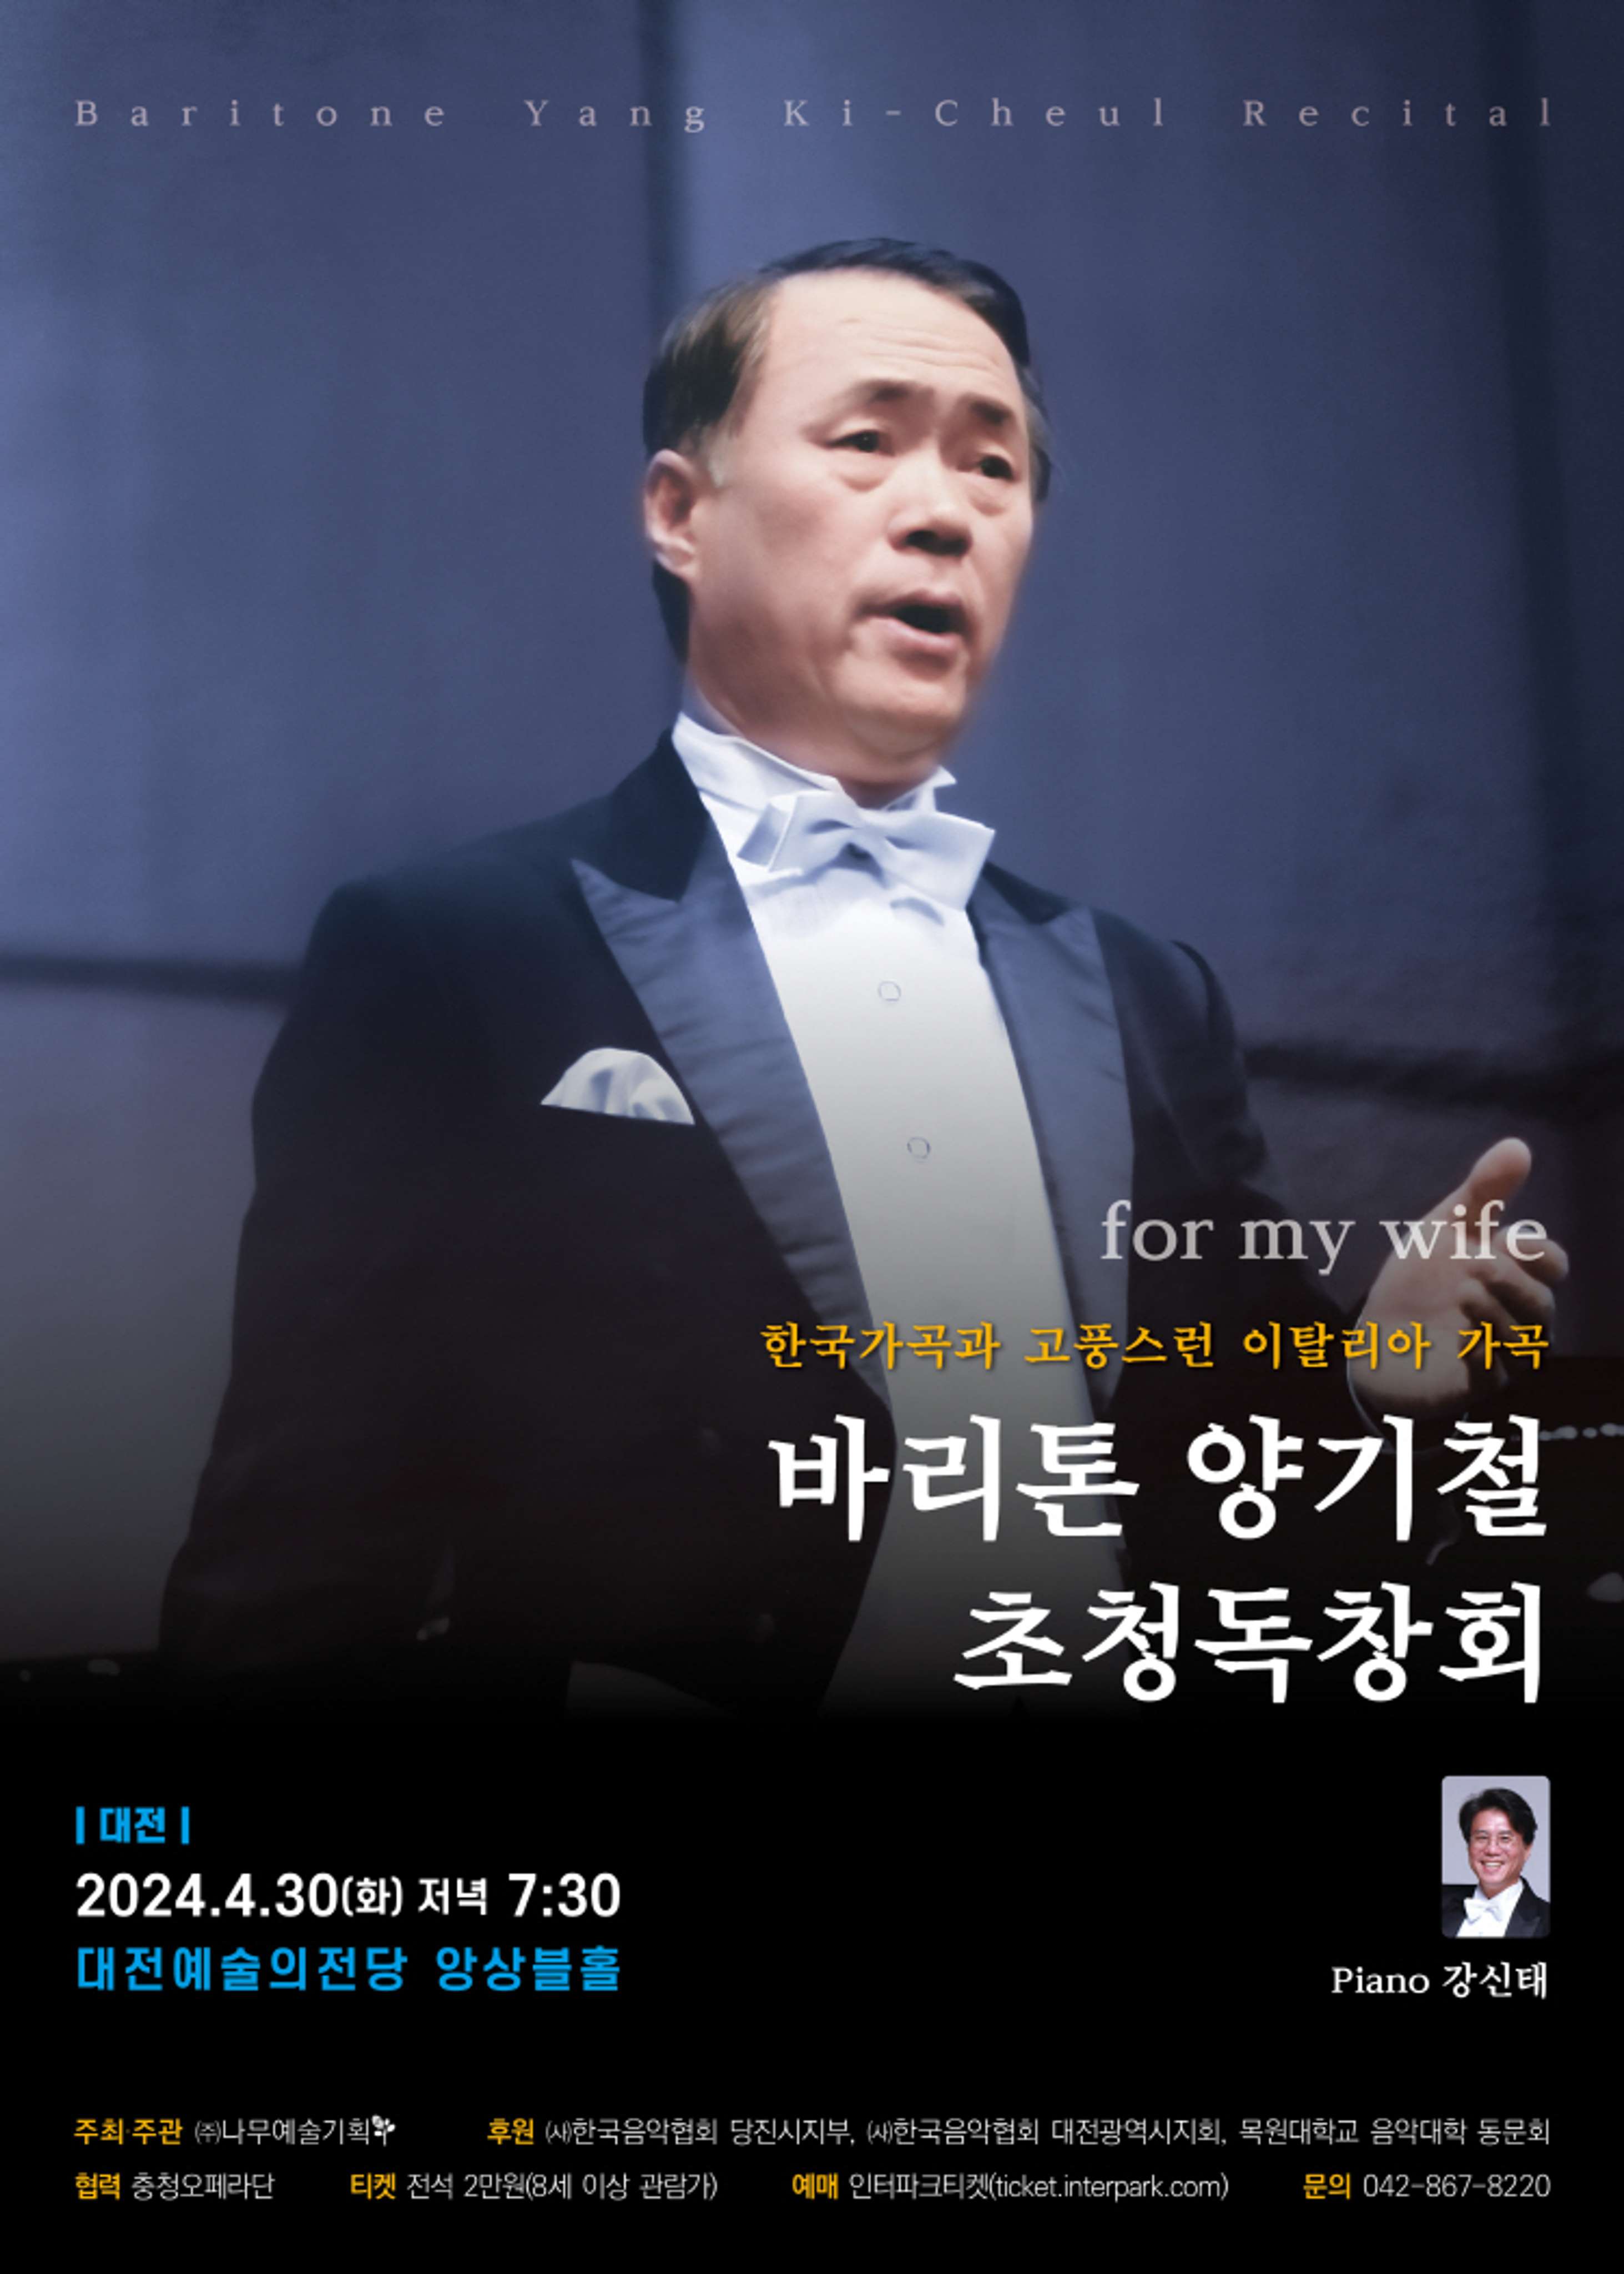 Baritone Yang Ki-Cheul Recital
for my wife
한국가곡과 고풍스런 이탈리아 가곡
바리톤 양기철
초청독창회
| 대전 |
2024.4.30(화) 저녁 7:30
대전예술의전당 앙상블홀
Piano 강신태
주최·주관 ㈜나무예술기획 후원 (사)한국음악협회 당진시지부, (사)한국음악협회 대전광역시지회, 목원대학교 음악대학 동문회
협력 충청오페라단 티켓 전석 2만원(8세 이상 관람가) 예매 인터파크티켓(ticket.interpark.com) 문의 042-867-8220